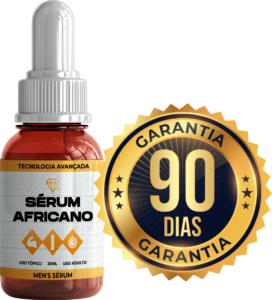 TECNOLOGIA AVANÇADA
SÉRUM
AFRICANO
USO TÓPICO 30ML USO ADULTO
MEN'S SÉRUM
GARANTIA
90
DIAS
GARANTIA